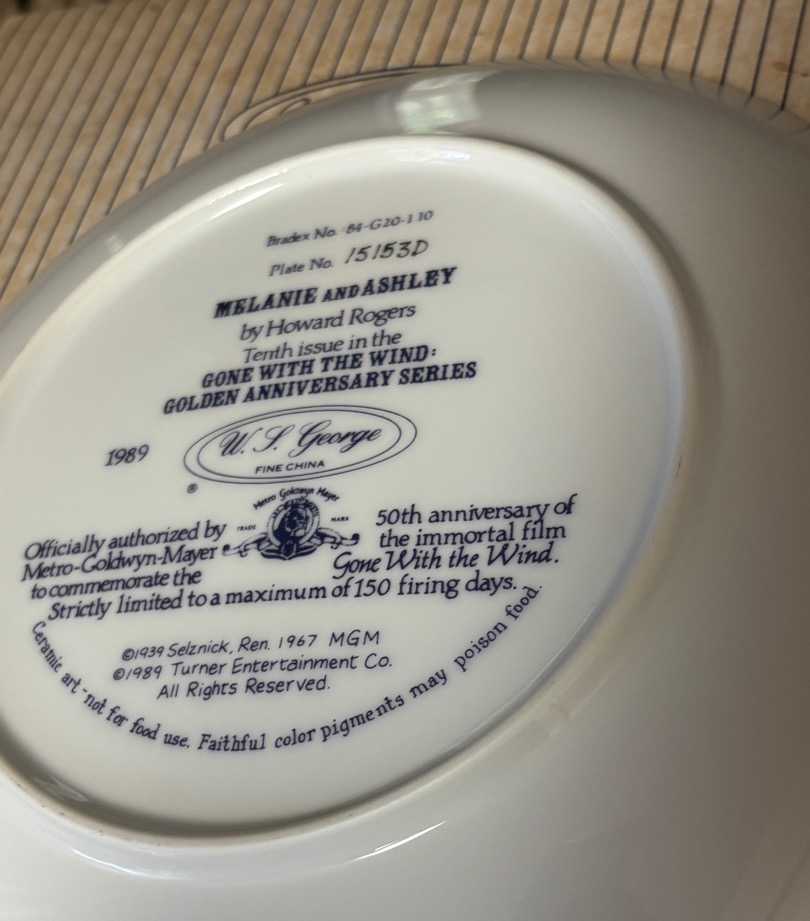 Bradex No. 84-G20-1 10
Plate No. 15153D
MELANIE AND ASHLEY
by Howard Rogers
Tenth issue in the
GONE WITH THE WIND:
GOLDEN ANNIVERSARY SERIES
1989
W. S. George
FINE CHINA
®
Metro Goldwyn Mayer
TRADE MARK
Officially authorized by
Metro-Goldwyn-Mayer
to commemorate the
50th anniversary of
the immortal film
Gone With the Wind.
Strictly limited to a maximum of 150 firing days.
©1939 Selznick, Ren. 1967 MGM
©1989 Turner Entertainment Co.
All Rights Reserved.
Ceramic art-not for food use. Faithful color pigments may poison food.